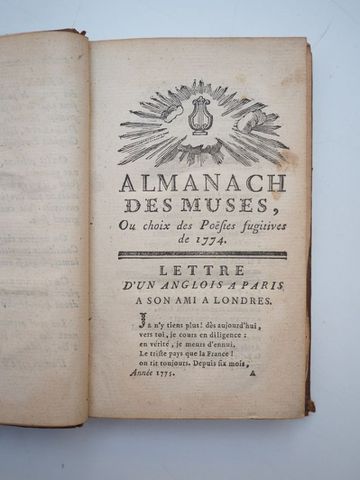 ALMANACH
DES MUSES,
Ou choix des Poësies fugitives
de 1774.
LETTRE
D'UN ANGLOIS A PARIS
A SON AMI A LONDRES.
Je n'y tiens plus! dès aujourd'hui,
vers toi, je cours en diligence:
en vérité, je meurs d'ennui.
Le triste pays que la France!
on rit toujours. Depuis six mois,
Année 1775. A